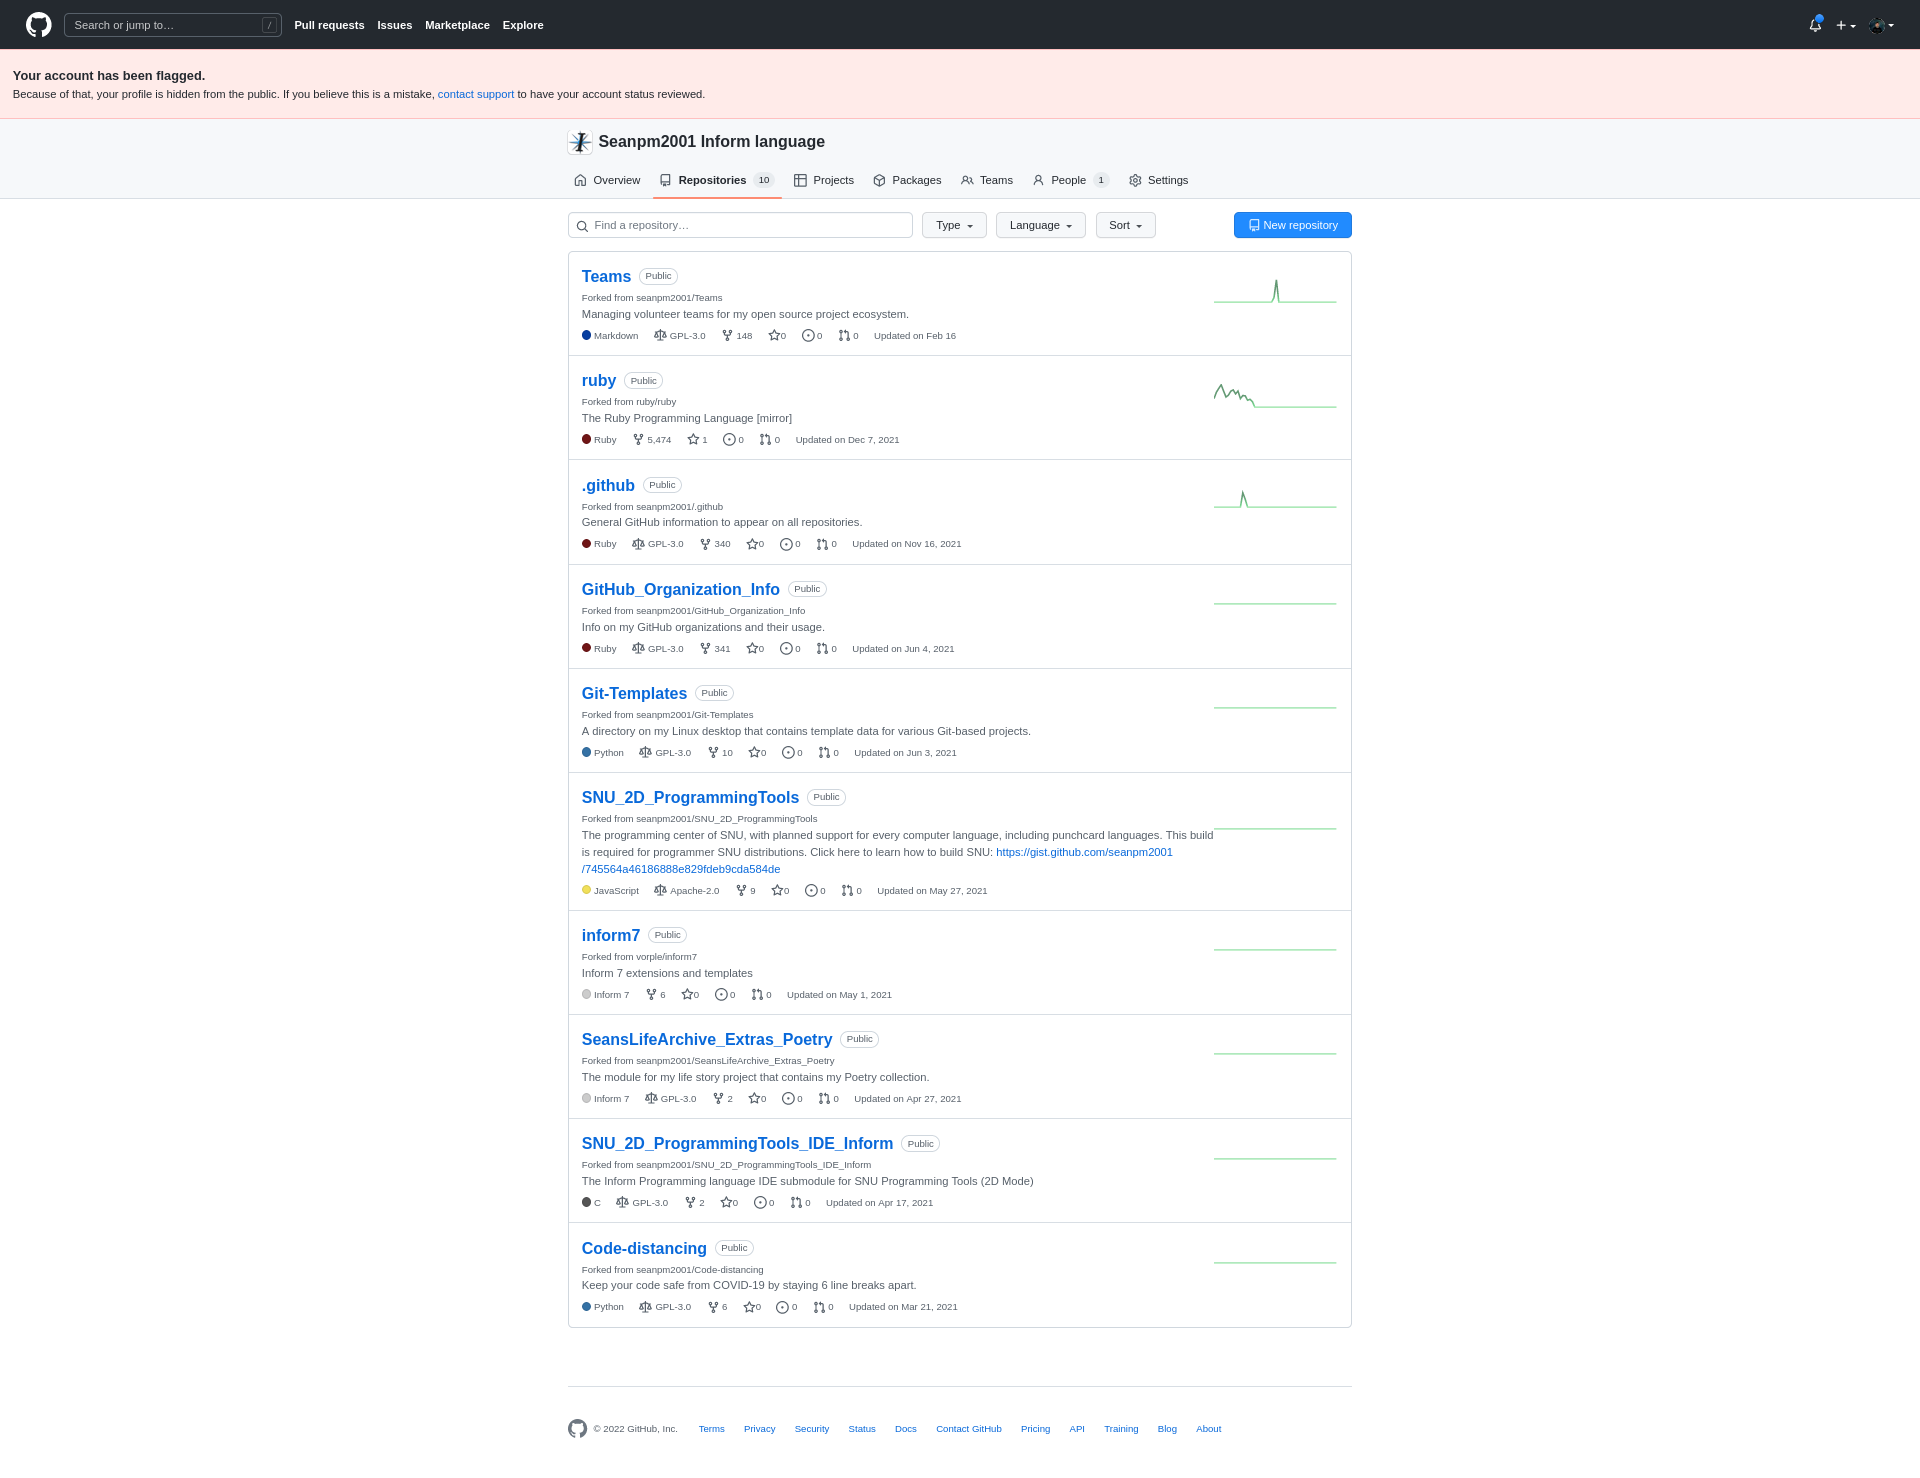 Search or jump to… /
Pull requests Issues Marketplace Explore
Your account has been flagged.
Because of that, your profile is hidden from the public. If you believe this is a mistake, contact support to have your account status reviewed.
Seanpm2001 Inform language
Overview Repositories 10 Projects Packages Teams People 1 Settings
Find a repository… Type Language Sort New repository
Teams Public
Forked from seanpm2001/Teams
Managing volunteer teams for my open source project ecosystem.
Markdown GPL-3.0 148 0 0 0 Updated on Feb 16
ruby Public
Forked from ruby/ruby
The Ruby Programming Language [mirror]
Ruby 5,474 1 0 0 Updated on Dec 7, 2021
.github Public
Forked from seanpm2001/.github
General GitHub information to appear on all repositories.
Ruby GPL-3.0 340 0 0 0 Updated on Nov 16, 2021
GitHub_Organization_Info Public
Forked from seanpm2001/GitHub_Organization_Info
Info on my GitHub organizations and their usage.
Ruby GPL-3.0 341 0 0 0 Updated on Jun 4, 2021
Git-Templates Public
Forked from seanpm2001/Git-Templates
A directory on my Linux desktop that contains template data for various Git-based projects.
Python GPL-3.0 10 0 0 0 Updated on Jun 3, 2021
SNU_2D_ProgrammingTools Public
Forked from seanpm2001/SNU_2D_ProgrammingTools
The programming center of SNU, with planned support for every computer language, including punchcard languages. This build
is required for programmer SNU distributions. Click here to learn how to build SNU: https://gist.github.com/seanpm2001
/745564a46186888e829fdeb9cda584de
JavaScript Apache-2.0 9 0 0 0 Updated on May 27, 2021
inform7 Public
Forked from vorple/inform7
Inform 7 extensions and templates
Inform 7 6 0 0 0 Updated on May 1, 2021
SeansLifeArchive_Extras_Poetry Public
Forked from seanpm2001/SeansLifeArchive_Extras_Poetry
The module for my life story project that contains my Poetry collection.
Inform 7 GPL-3.0 2 0 0 0 Updated on Apr 27, 2021
SNU_2D_ProgrammingTools_IDE_Inform Public
Forked from seanpm2001/SNU_2D_ProgrammingTools_IDE_Inform
The Inform Programming language IDE submodule for SNU Programming Tools (2D Mode)
C GPL-3.0 2 0 0 0 Updated on Apr 17, 2021
Code-distancing Public
Forked from seanpm2001/Code-distancing
Keep your code safe from COVID-19 by staying 6 line breaks apart.
Python GPL-3.0 6 0 0 0 Updated on Mar 21, 2021
© 2022 GitHub, Inc. Terms Privacy Security Status Docs Contact GitHub Pricing API Training Blog About